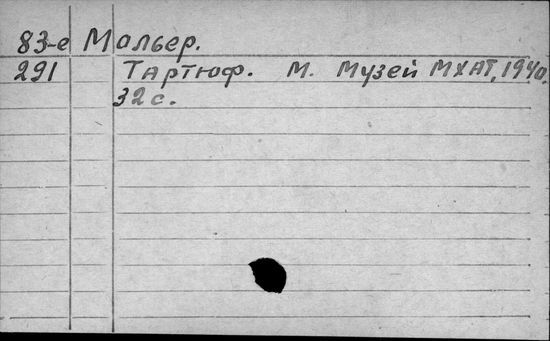 83-е Мольер.
291 Тартюф. М. Музей МХАТ, 1940.
32 с.